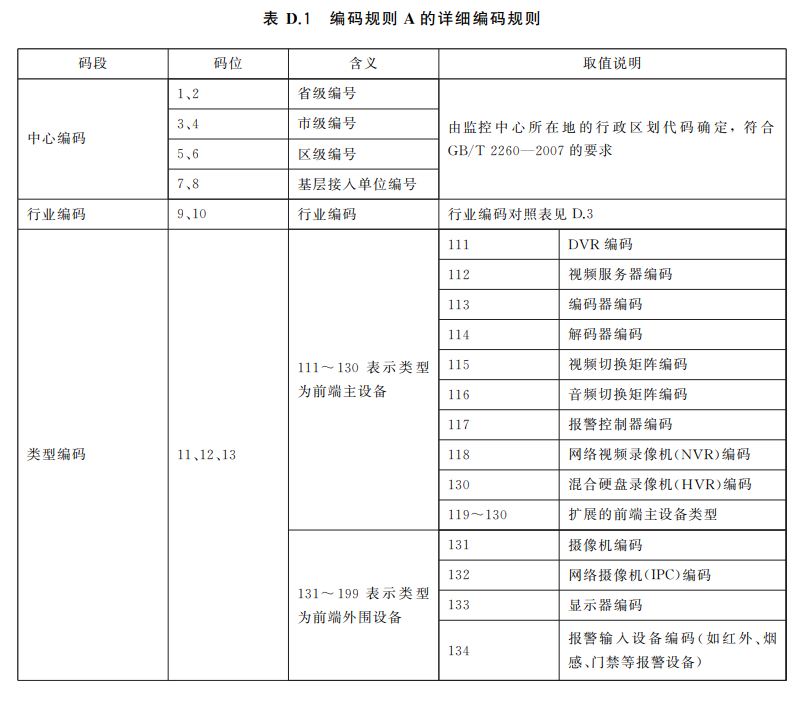 表 D.1 编码规则 A 的详细编码规则
码段 码位 含义 取值说明
中心编码
1、2 省级编号
3、4 市级编号
5、6 区级编号
7、8 基层接入单位编号
由监控中心所在地的行政区划代码确定，符合
GB/T 2260—2007 的要求
行业编码 9、10 行业编码 行业编码对照表见 D.3
类型编码 11、12、13
111～130 表示类型
为前端主设备
111 DVR 编码
112 视频服务器编码
113 编码器编码
114 解码器编码
115 视频切换矩阵编码
116 音频切换矩阵编码
117 报警控制器编码
118 网络视频录像机(NVR)编码
130 混合硬盘录像机(HVR)编码
119～130 扩展的前端主设备类型
131～199 表示类型
为前端外围设备
131 摄像机编码
132 网络摄像机(IPC)编码
133 显示器编码
134 报警输入设备编码(如红外、烟
感、门禁等报警设备)